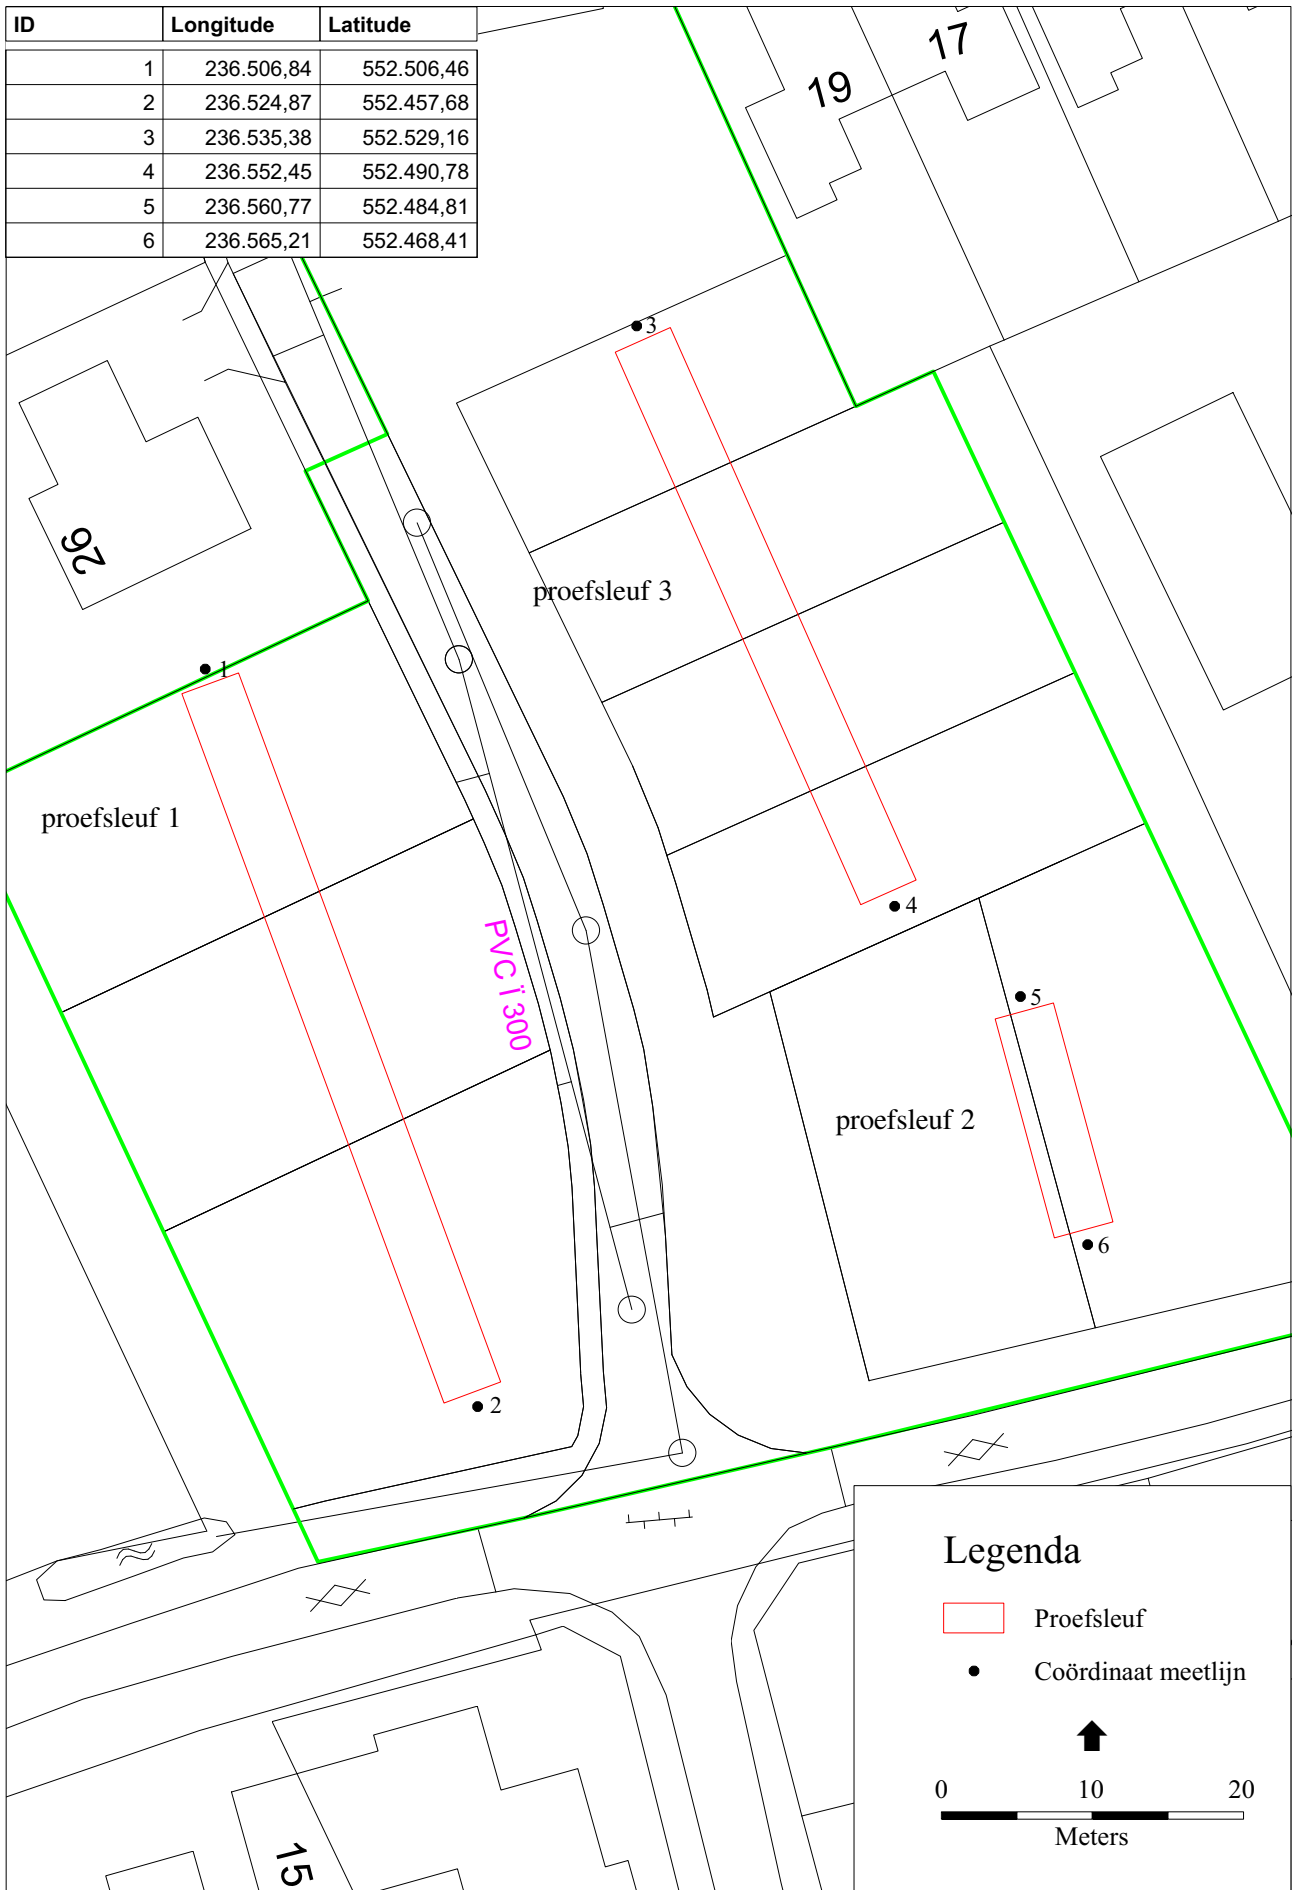 ID Longitude Latitude
1 236.506,84 552.506,46
2 236.524,87 552.457,68
3 236.535,38 552.529,16
4 236.552,45 552.490,78
5 236.560,77 552.484,81
6 236.565,21 552.468,41
17
19
3
26
proefsleuf 3
1
proefsleuf 1
4
PVC Ï 300
5
proefsleuf 2
6
2
Legenda
Proefsleuf
Coördinaat meetlijn
0 10 20
Meters
15